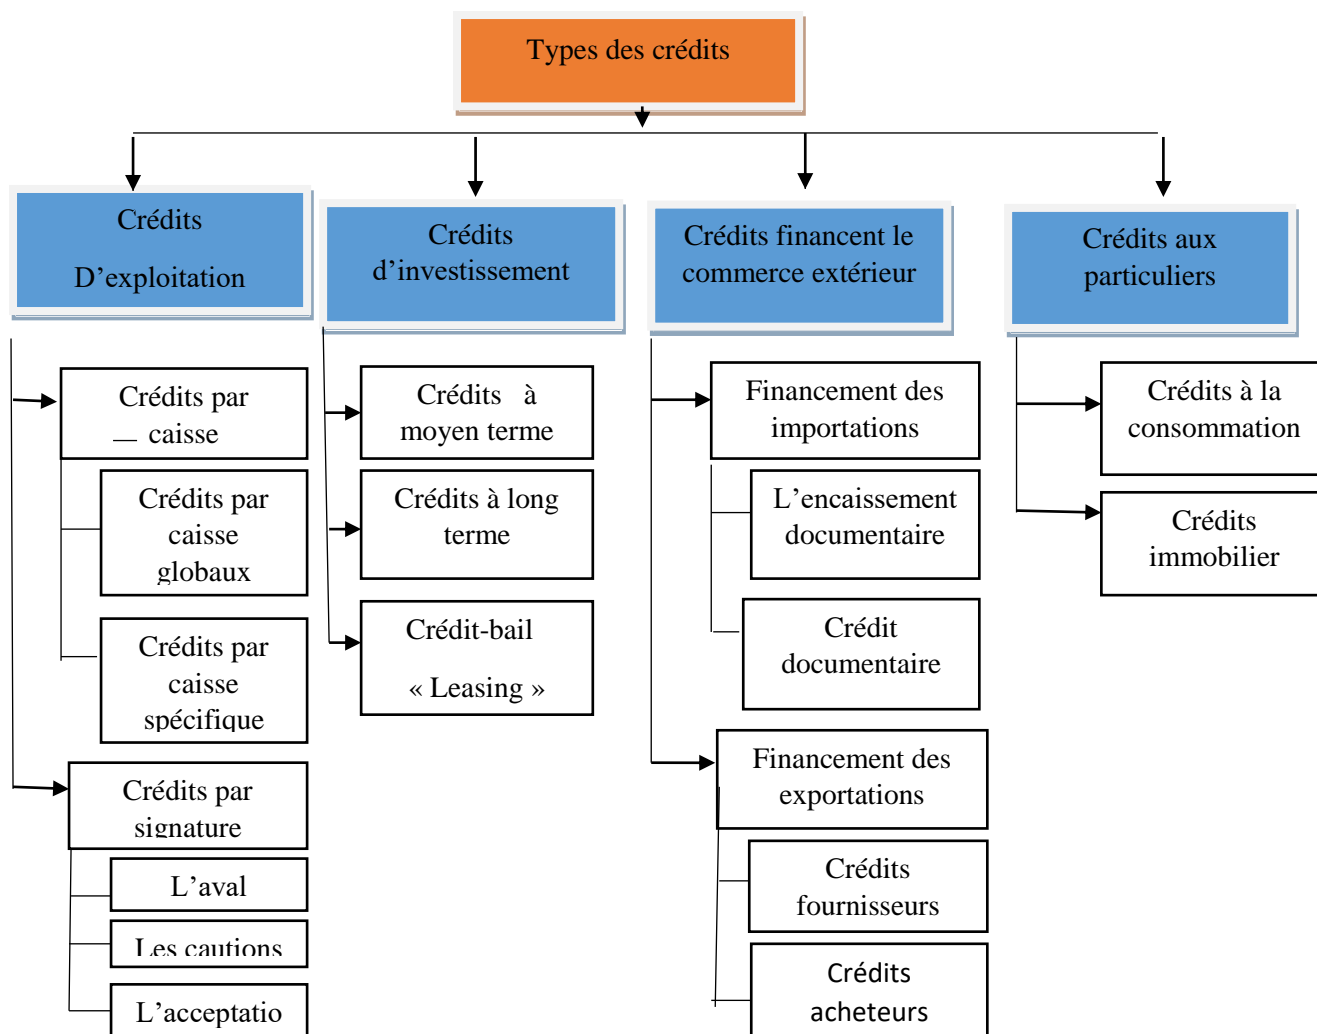 Types des crédits
Crédits
D’exploitation
Crédits par
caisse
Crédits par
caisse
globaux
Crédits par
caisse
spécifique
Crédits par
signature
L’aval
Les cautions
L’acceptatio
Crédits
d’investissement
Crédits à
moyen terme
Crédits à long
terme
Crédit-bail
« Leasing »
Crédits financent le
commerce extérieur
Financement des
importations
L’encaissement
documentaire
Crédit
documentaire
Financement des
exportations
Crédits
fournisseurs
Crédits
acheteurs
Crédits aux
particuliers
Crédits à la
consommation
Crédits
immobilier